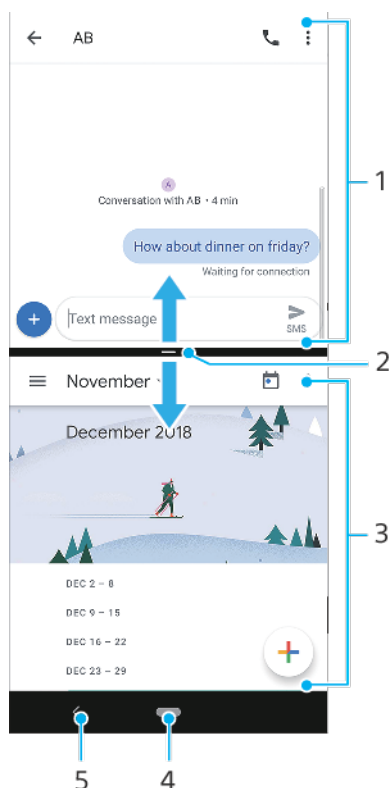 AB
1
Conversation with AB • 4 min
How about dinner on friday?
Waiting for connection
Text message
SMS
2
November
December 2018
3
DEC 2 – 8
DEC 9 – 15
DEC 16 – 22
DEC 23 – 29
5
4